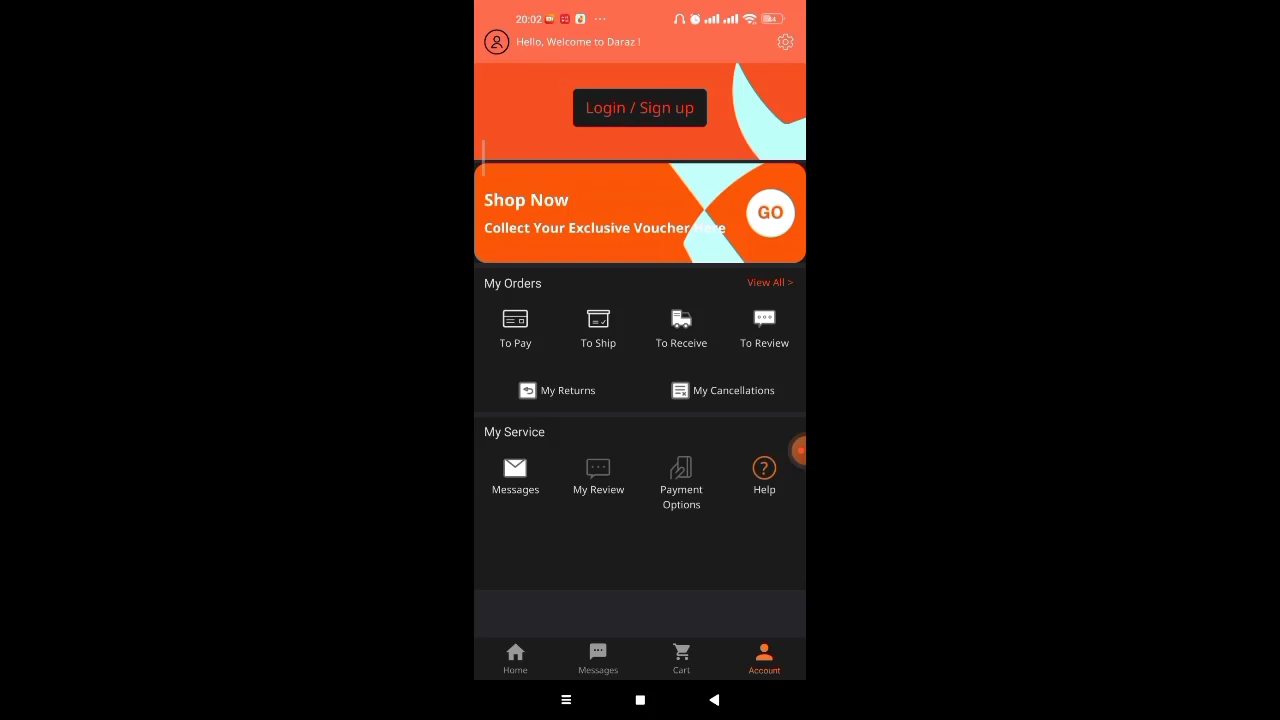 20:02
44
Hello, Welcome to Daraz !
Login / Sign up
Shop Now
Collect Your Exclusive Voucher Here
GO
My Orders
View All >
To Pay
To Ship
To Receive
To Review
My Returns
My Cancellations
My Service
Messages
My Review
Payment
Options
Help
Home
Messages
Cart
Account